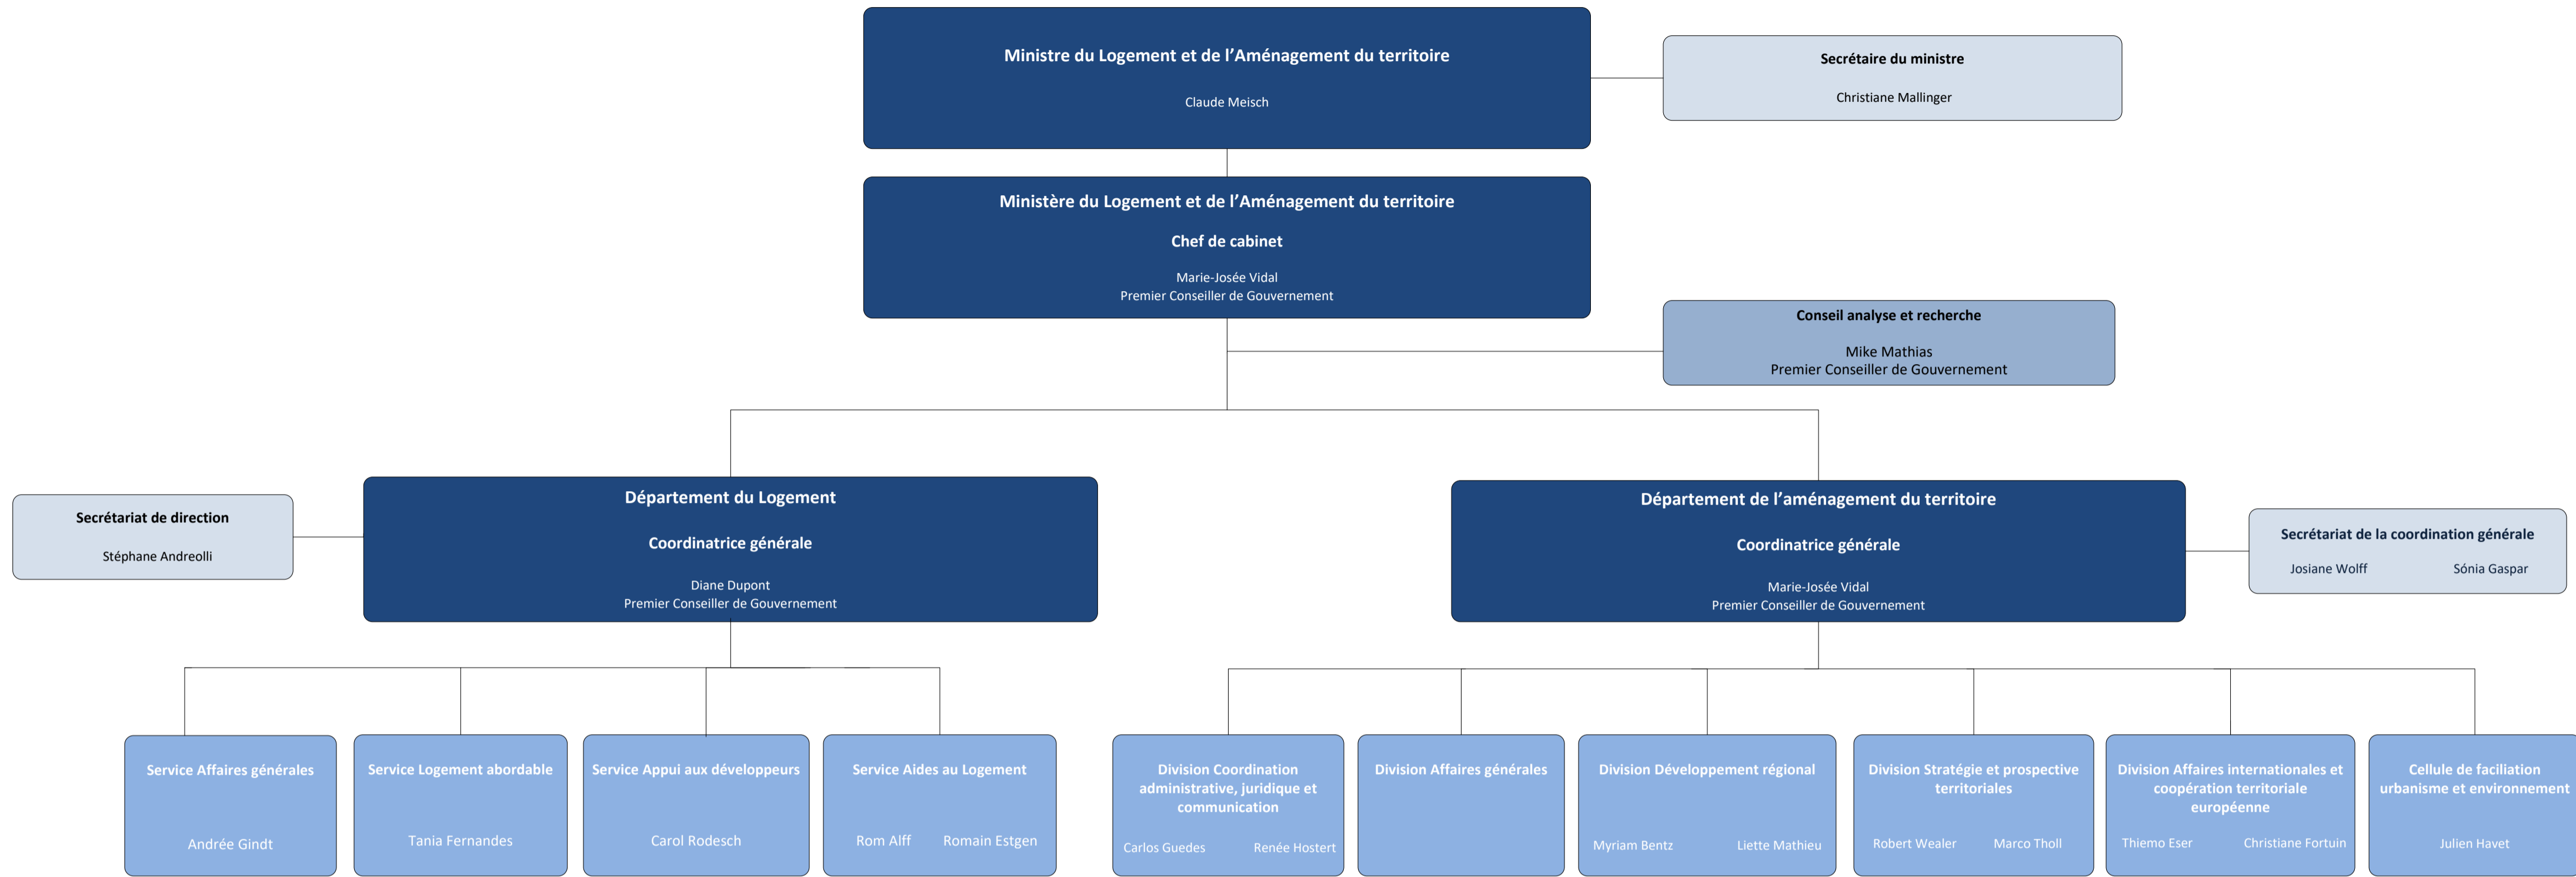 Ministre du Logement et de l’Aménagement du territoire
Claude Meisch
Secrétaire du ministre
Christiane Mallinger
Ministère du Logement et de l’Aménagement du territoire
Chef de cabinet
Marie-Josée Vidal
Premier Conseiller de Gouvernement
Conseil analyse et recherche
Mike Mathias
Premier Conseiller de Gouvernement
Secrétariat de direction
Stéphane Andreolli
Département du Logement
Coordinatrice générale
Diane Dupont
Premier Conseiller de Gouvernement
Département de l’aménagement du territoire
Coordinatrice générale
Marie-Josée Vidal
Premier Conseiller de Gouvernement
Secrétariat de la coordination générale
Josiane Wolff Sónia Gaspar
Service Affaires générales
Andrée Gindt
Service Logement abordable
Tania Fernandes
Service Appui aux développeurs
Carol Rodesch
Service Aides au Logement
Rom Alff Romain Estgen
Division Coordination
administrative, juridique et
communication
Carlos Guedes Renée Hostert
Division Affaires générales
Division Développement régional
Myriam Bentz Liette Mathieu
Division Stratégie et prospective
territoriales
Robert Wealer Marco Tholl
Division Affaires internationales et
coopération territoriale
européenne
Thiemo Eser Christiane Fortuin
Cellule de faciliation
urbanisme et environnement
Julien Havet